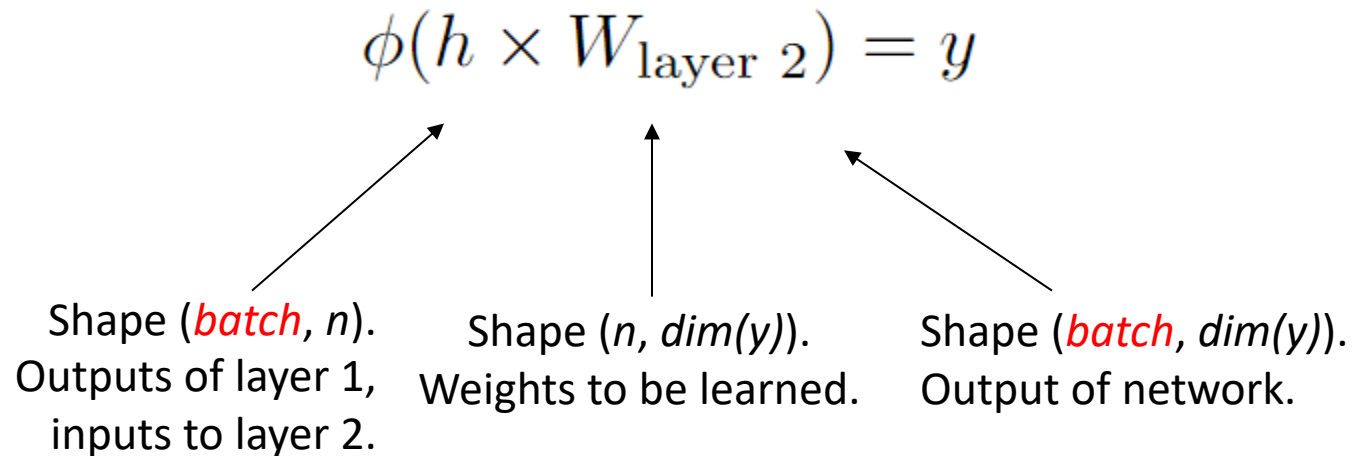 ϕ(h × W_layer 2) = y
Shape (batch, n).
Outputs of layer 1,
inputs to layer 2.
Shape (n, dim(y)).
Weights to be learned.
Shape (batch, dim(y)).
Output of network.